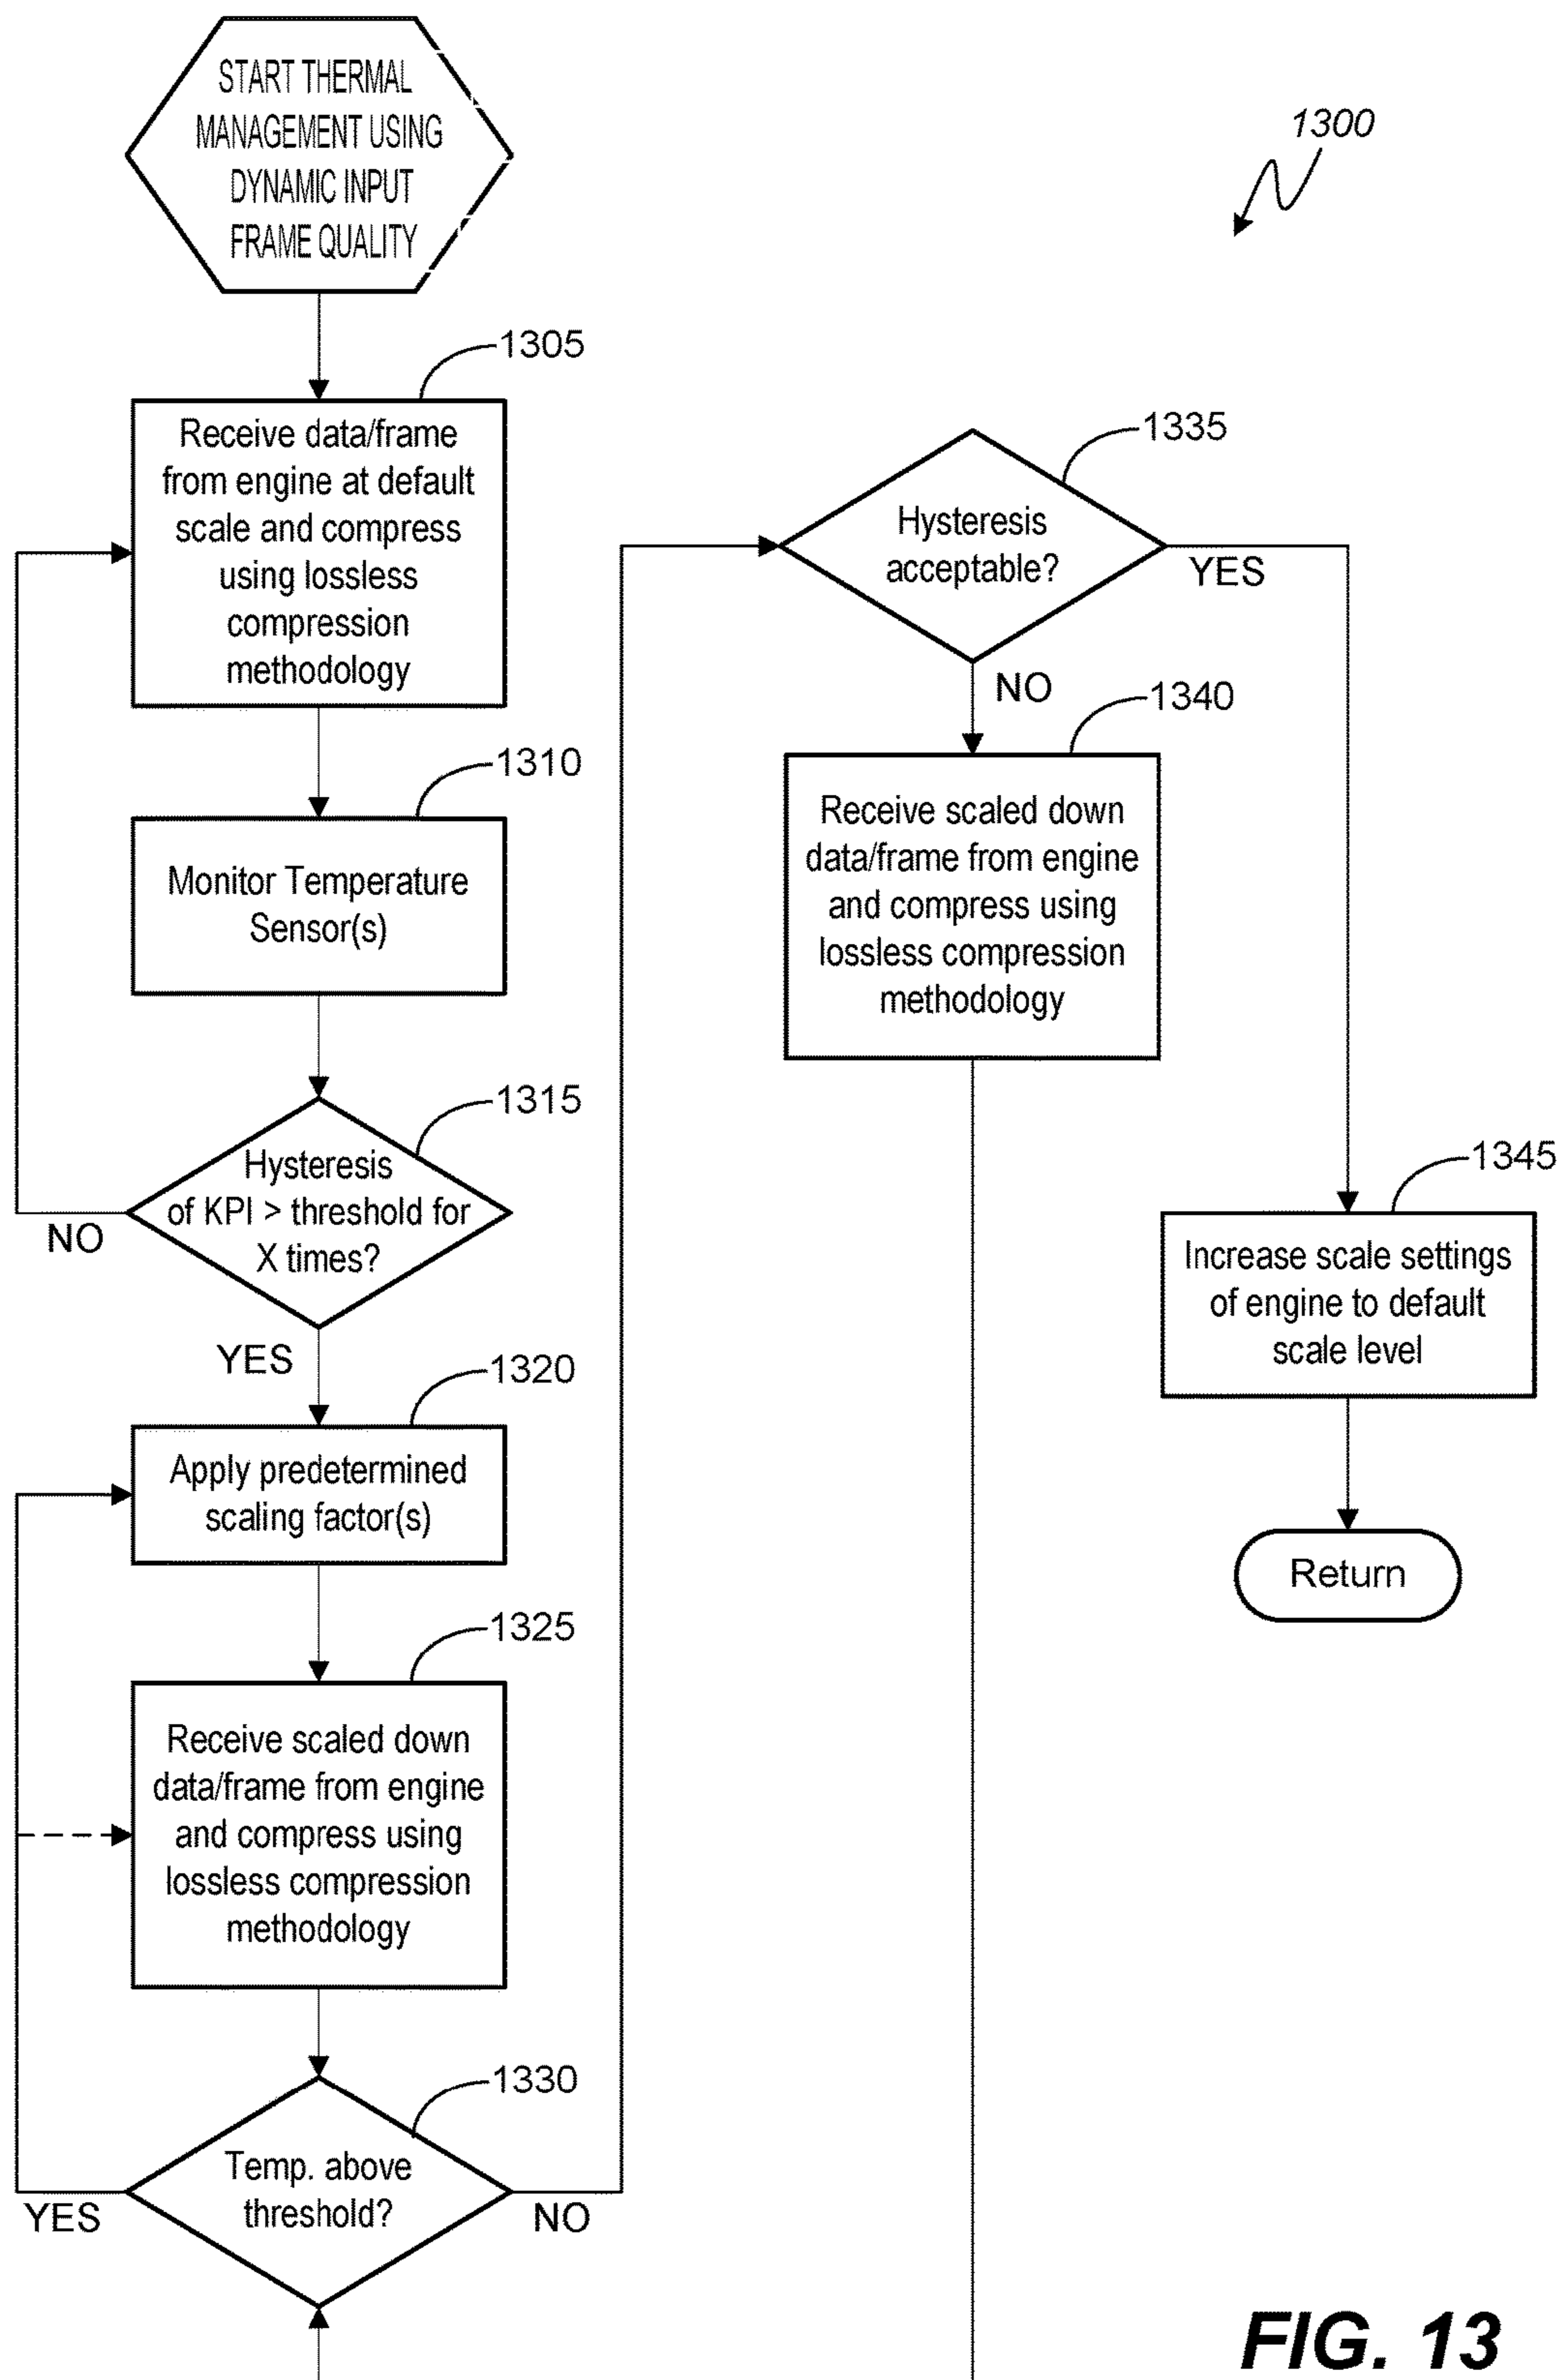 START THERMAL
MANAGEMENT USING
DYNAMIC INPUT
FRAME QUALITY
1300
1305
Receive data/frame
from engine at default
scale and compress
using lossless
compression
methodology
1310
Monitor Temperature
Sensor(s)
1315
Hysteresis
of KPI > threshold for
X times?
NO
YES
1320
Apply predetermined
scaling factor(s)
1325
Receive scaled down
data/frame from engine
and compress using
lossless compression
methodology
1330
Temp. above
threshold?
YES
NO
1335
Hysteresis
acceptable?
YES
NO
1340
Receive scaled down
data/frame from engine
and compress using
lossless compression
methodology
1345
Increase scale settings
of engine to default
scale level
Return
FIG. 13